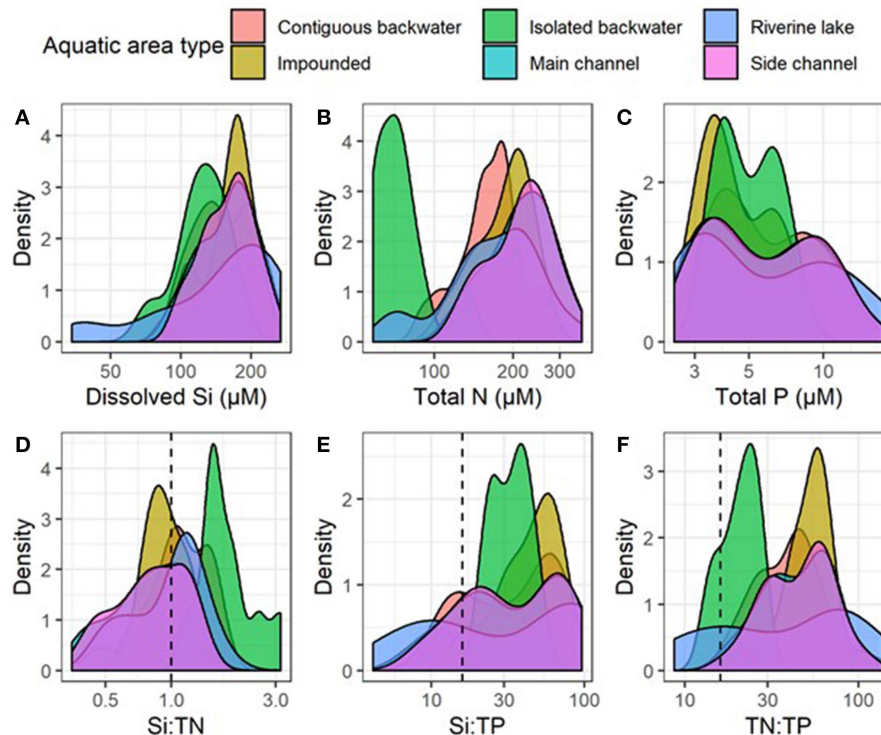 Aquatic area type
Contiguous backwater Isolated backwater Riverine lake
Impounded Main channel Side channel
A B C
Density 4 3 2 1 0
50 100 200
Dissolved Si (µM)
Density 4 3 2 1 0
100 200 300
Total N (µM)
Density 2 1 0
3 5 10
Total P (µM)
D E F
Density 4 3 2 1 0
0.5 1.0 3.0
Si:TN
Density 2 1 0
10 30 100
Si:TP
Density 3 2 1 0
10 30 100
TN:TP